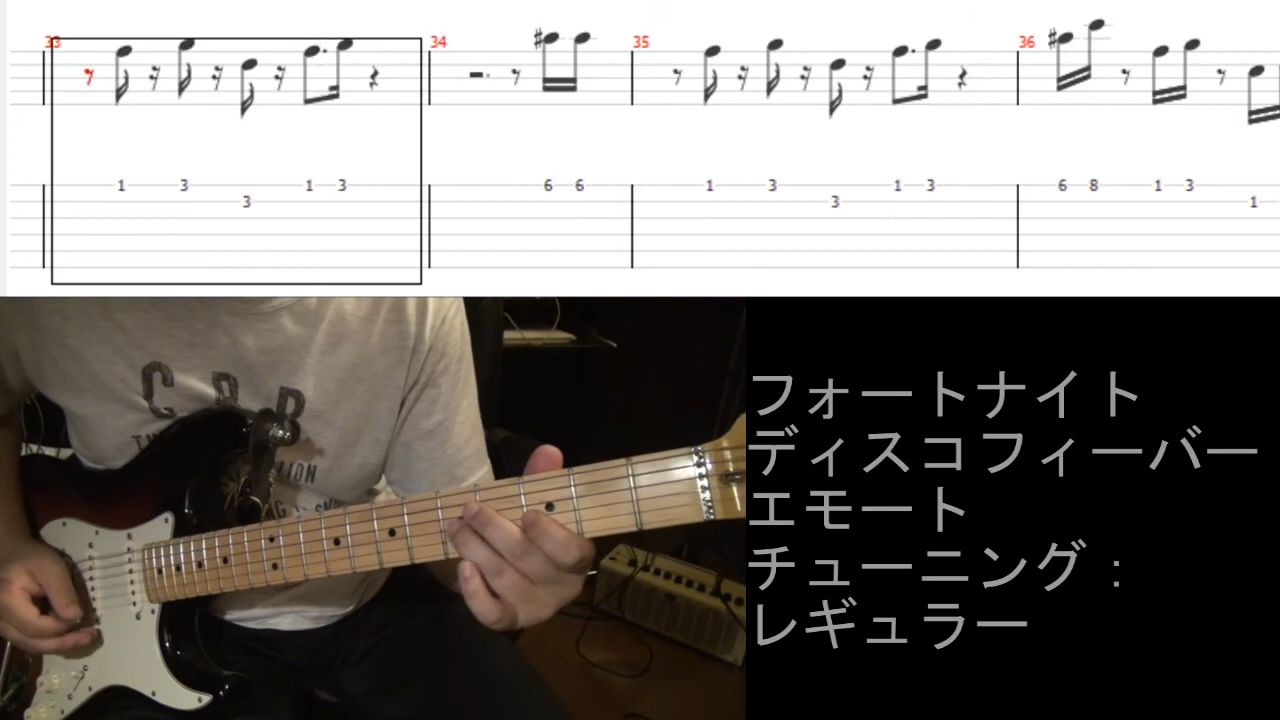 33 34 35 36
1 3 3 1 3 6 6 1 3 3 1 3 6 8 1 3 1
C B D
フォートナイト
ディスコフィーバー
エモート
チューニング：
レギュラー